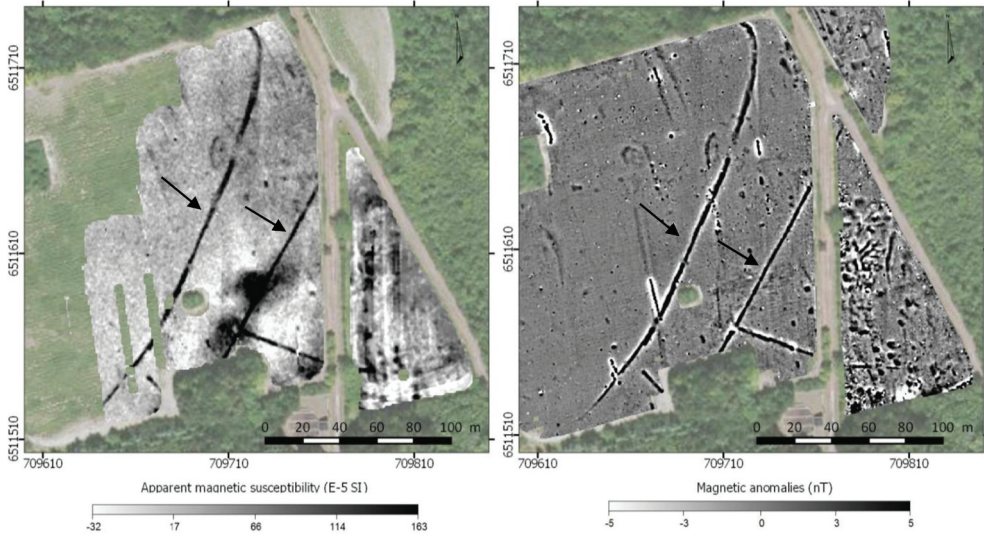 6511710
6511610
6511510
0 20 40 60 80 100 m
709610 709710 709810
Apparent magnetic susceptibility (E-5 SI)
-32 17 66 114 163
6511710
6511610
6511510
0 20 40 60 80 100 m
709610 709710 709810
Magnetic anomalies (nT)
-5 -3 0 3 5